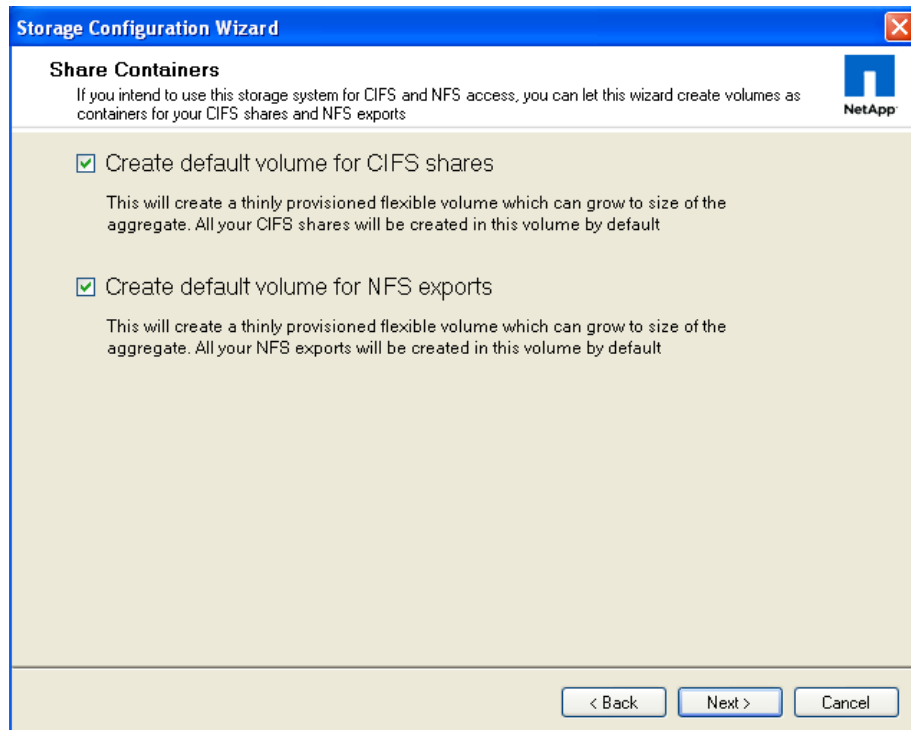 Storage Configuration Wizard
Share Containers
If you intend to use this storage system for CIFS and NFS access, you can let this wizard create volumes as
containers for your CIFS shares and NFS exports
NetApp
Create default volume for CIFS shares
This will create a thinly provisioned flexible volume which can grow to size of the
aggregate. All your CIFS shares will be created in this volume by default
Create default volume for NFS exports
This will create a thinly provisioned flexible volume which can grow to size of the
aggregate. All your NFS exports will be created in this volume by default
< Back Next > Cancel